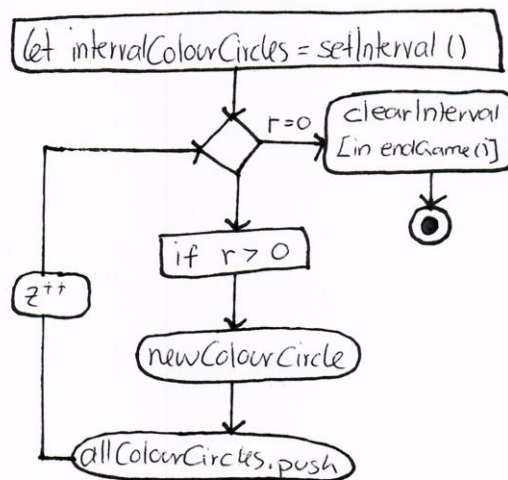 let intervalColourCircles = setInterval()
r=0
clearInterval
[in endGame()]
if r > 0
z++
newColourCircle
allColourCircles.push